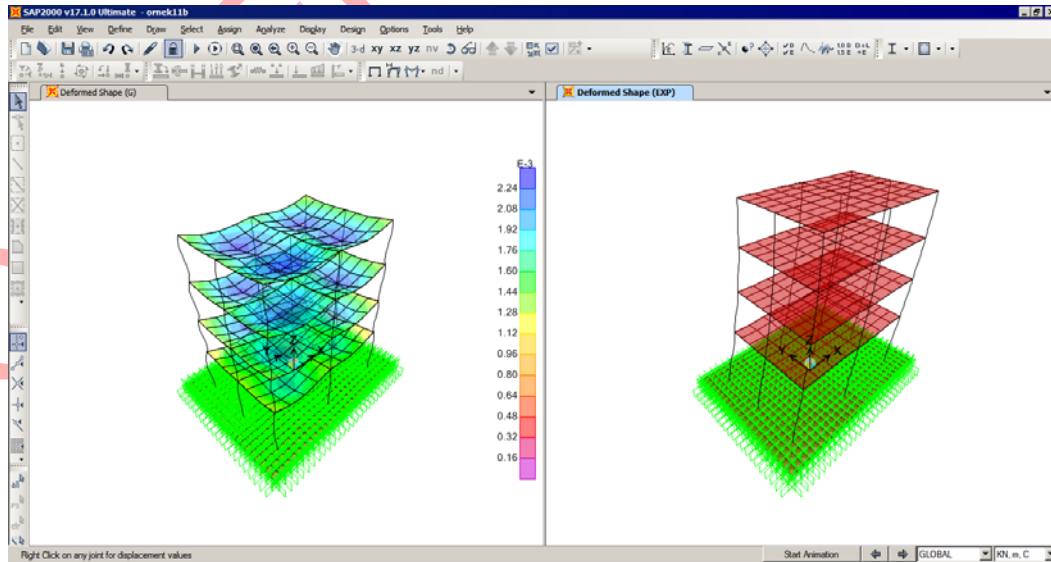 SAP2000 v17.1.0 Ultimate - ornek11b
File Edit View Define Draw Select Assign Analyze Display Design Options Tools Help
3-d xy xz yz nv
nd
Deformed Shape (G)
Deformed Shape (EXP)
E-3
2.24
2.08
1.92
1.76
1.60
1.44
1.28
1.12
0.96
0.80
0.64
0.48
0.32
0.16
Z
Y X
Z
Y X
all
Right Click on any joint for displacement values
Start Animation
GLOBAL
KN, m, C